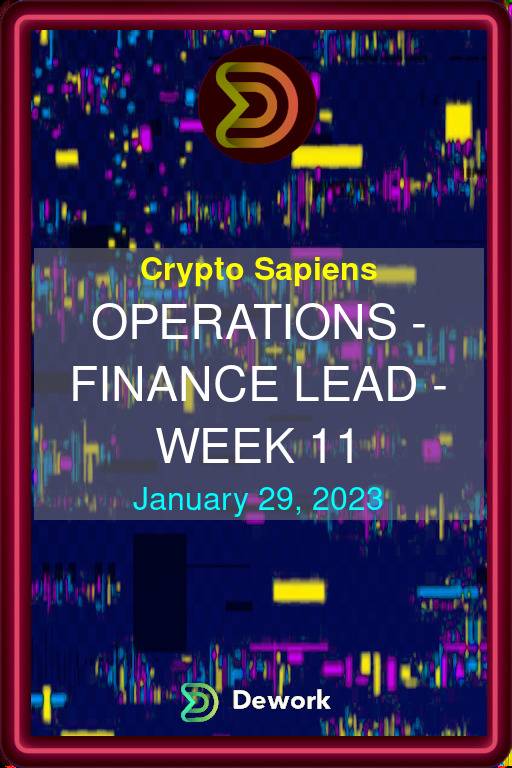 Crypto Sapiens
OPERATIONS -
FINANCE LEAD -
WEEK 11
January 29, 2023
Dework